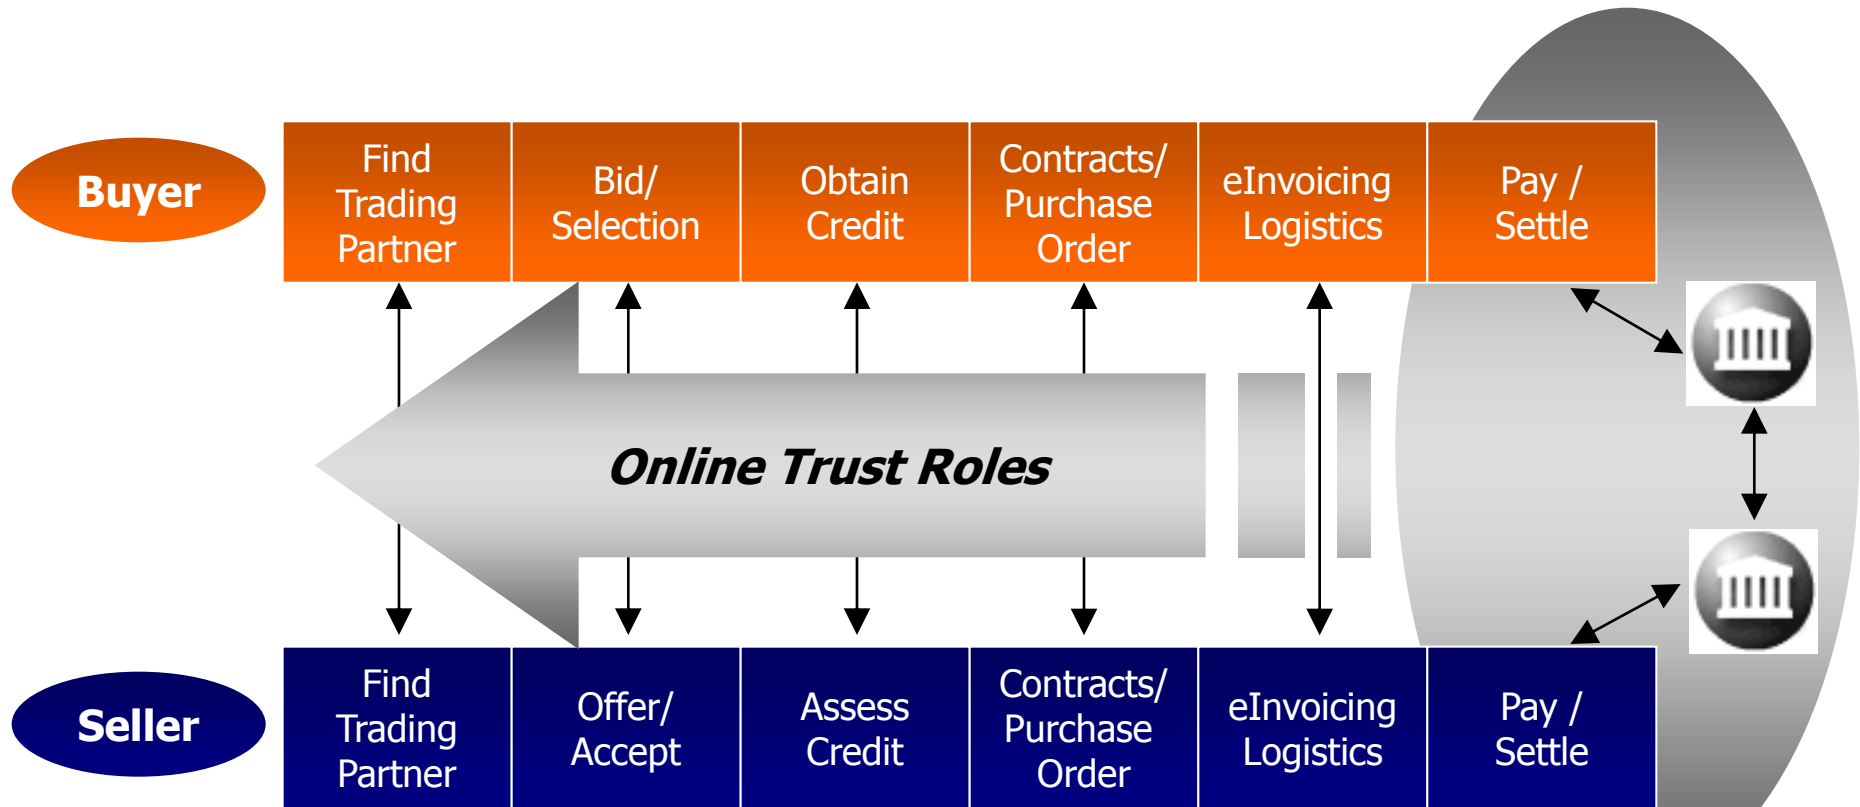 Buyer
Find
Trading
Partner
Bid/
Selection
Obtain
Credit
Contracts/
Purchase
Order
eInvoicing
Logistics
Pay /
Settle
Online Trust Roles
Seller
Find
Trading
Partner
Offer/
Accept
Assess
Credit
Contracts/
Purchase
Order
eInvoicing
Logistics
Pay /
Settle